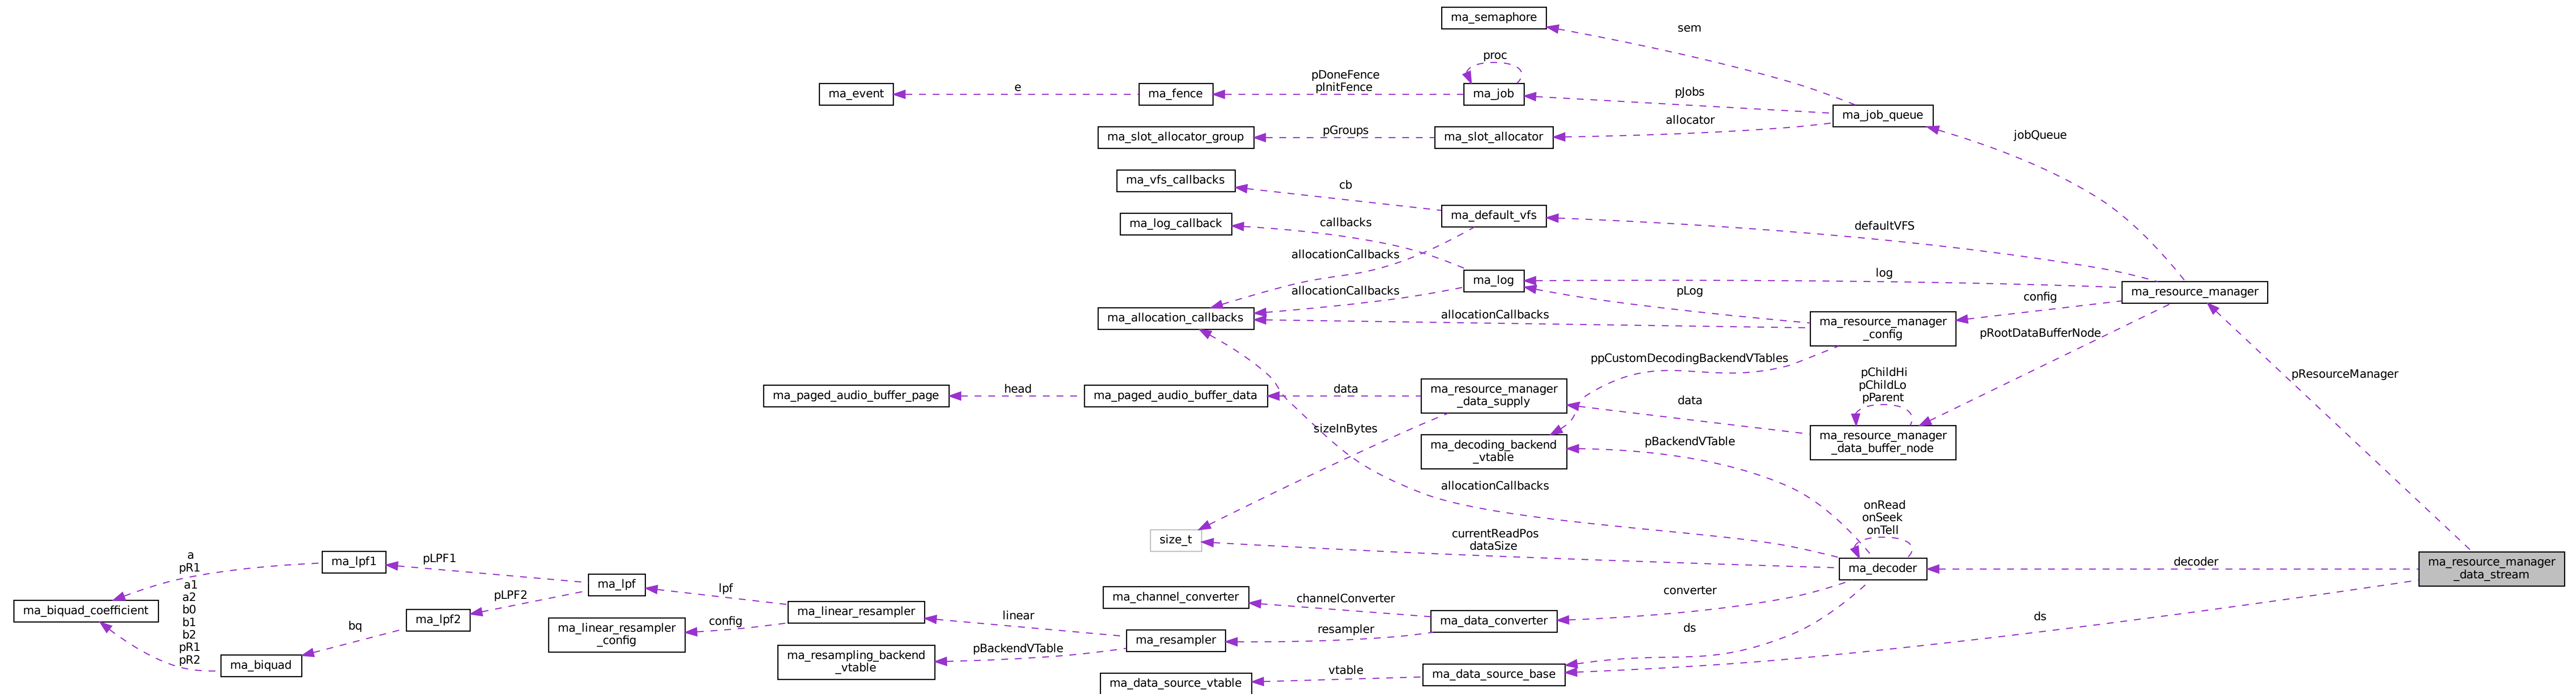 ma_semaphore
sem
proc
pDoneFence
pInitFence
e
ma_event
ma_fence
ma_job
pJobs
ma_job_queue
allocator
pGroups
ma_slot_allocator_group
ma_slot_allocator
jobQueue
ma_vfs_callbacks
cb
ma_default_vfs
ma_log_callback
callbacks
defaultVFS
allocationCallbacks
log
ma_log
allocationCallbacks
pLog
config
ma_resource_manager
ma_allocation_callbacks
allocationCallbacks
ma_resource_manager
_config
pRootDataBufferNode
ppCustomDecodingBackendVTables
pResourceManager
pChildHi
pChildLo
pParent
ma_paged_audio_buffer_page
head
ma_paged_audio_buffer_data
data
ma_resource_manager
_data_supply
data
sizeInBytes
ma_decoding_backend
_vtable
pBackendVTable
ma_resource_manager
_data_buffer_node
allocationCallbacks
onRead
onSeek
onTell
size_t
currentReadPos
dataSize
ma_decoder
decoder
ma_resource_manager
_data_stream
a
pR1
ma_lpf1
pLPF1
ma_lpf
lpf
ma_channel_converter
channelConverter
converter
a1
a2
b0
b1
b2
pR1
pR2
ma_biquad_coefficient
bq
ma_lpf2
pLPF2
ma_linear_resampler
linear
ma_data_converter
resampler
ma_resampler
ds
ds
ma_linear_resampler
_config
config
ma_biquad
ma_resampling_backend
_vtable
pBackendVTable
ma_data_source_vtable
vtable
ma_data_source_base